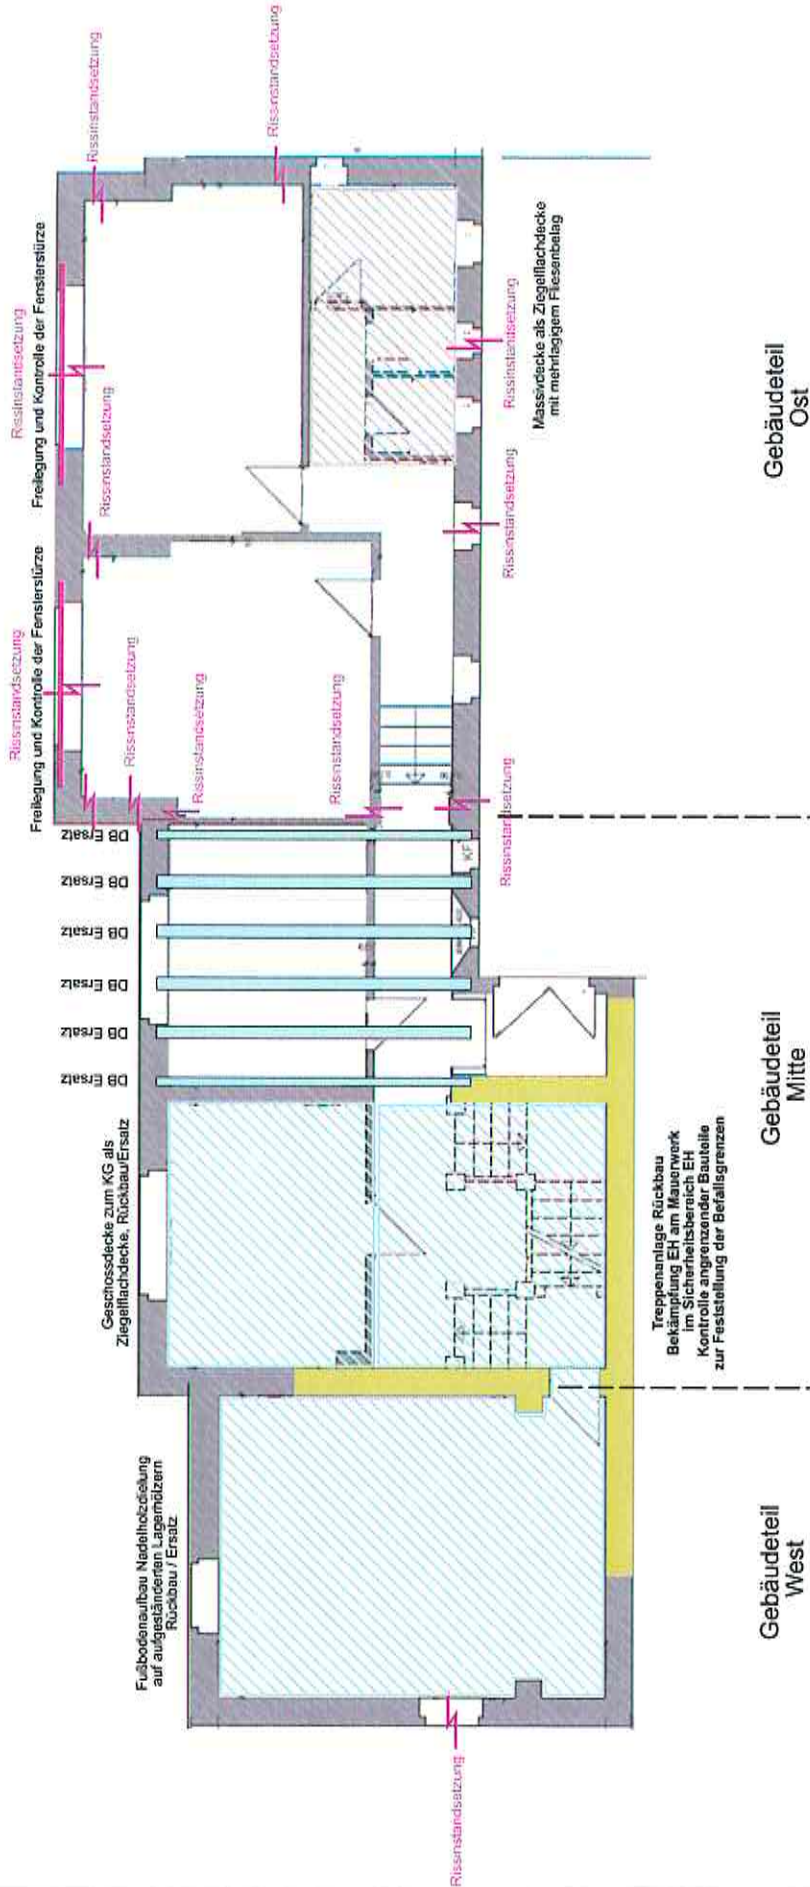 Rissinstandsetzung
Rissinstandsetzung
Rissinstandsetzung
Freilegung und Kontrolle der Fensterstürze
Rissinstandsetzung
Rissinstandsetzung
Freilegung und Kontrolle der Fensterstürze
Rissinstandsetzung
Rissinstandsetzung
Rissinstandsetzung
Rissinstandsetzung
Rissinstandsetzung
Rissinstandsetzung
Massivdecke als Ziegelflachdecke
mit mehrlagigem Fliesenbelag
DB Ersatz
DB Ersatz
DB Ersatz
DB Ersatz
DB Ersatz
DB Ersatz
KF
Geschossdecke zum KG als
Ziegelflachdecke, Rückbau/Ersatz
Treppenanlage Rückbau
Bekämpfung EH am Mauerwerk
im Sicherheitsbereich EH
Kontrolle angrenzender Bauteile
zur Feststellung der Befallsgrenzen
Fußbodenaufbau Nadelholzdielung
auf aufgeständerten Lagerhölzern
Rückbau / Ersatz
Rissinstandsetzung
Gebäudeteil
West
Gebäudeteil
Mitte
Gebäudeteil
Ost